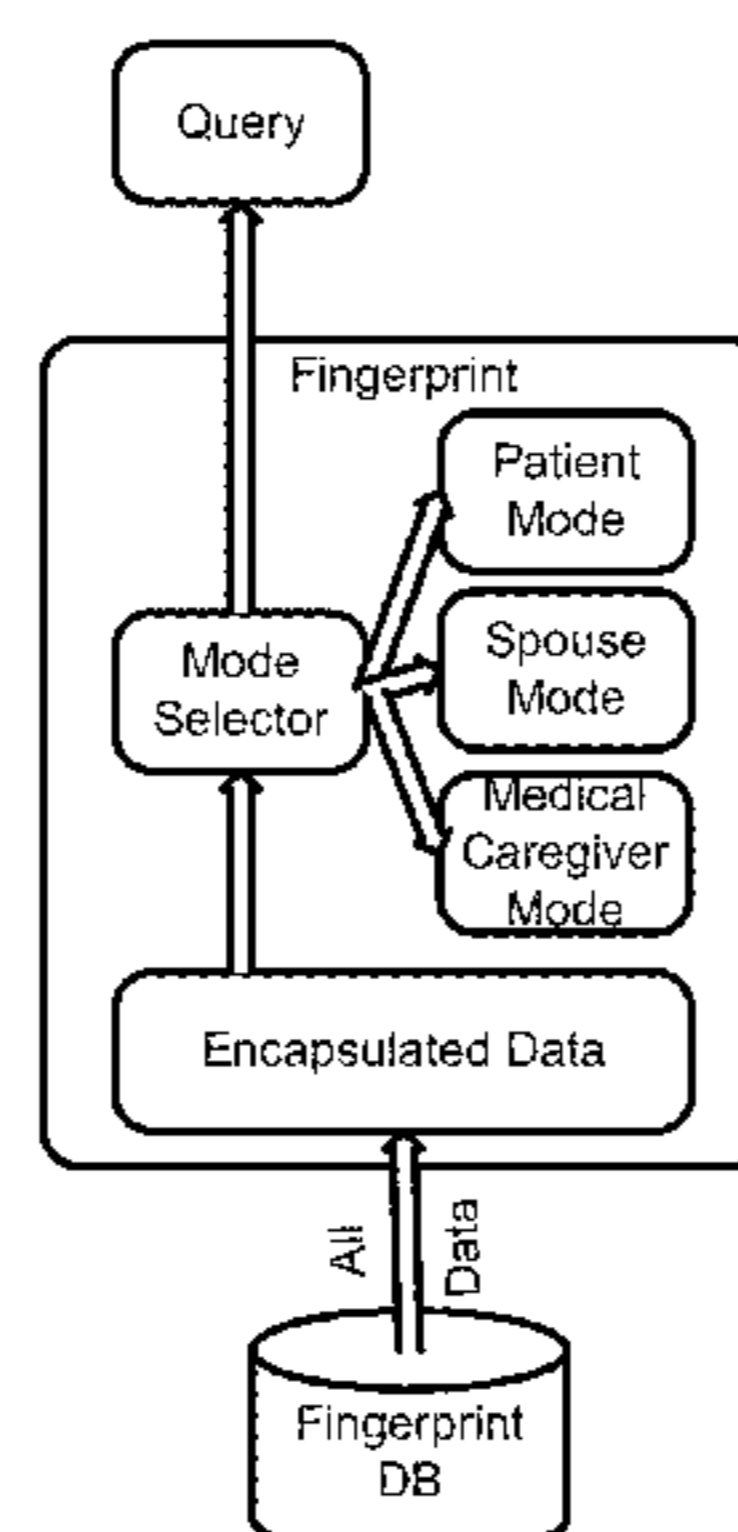 Query
Fingerprint
Patient
Mode
Mode
Selector
Spouse
Mode
Medical
Caregiver
Mode
Encapsulated Data
All
Data
Fingerprint
DB